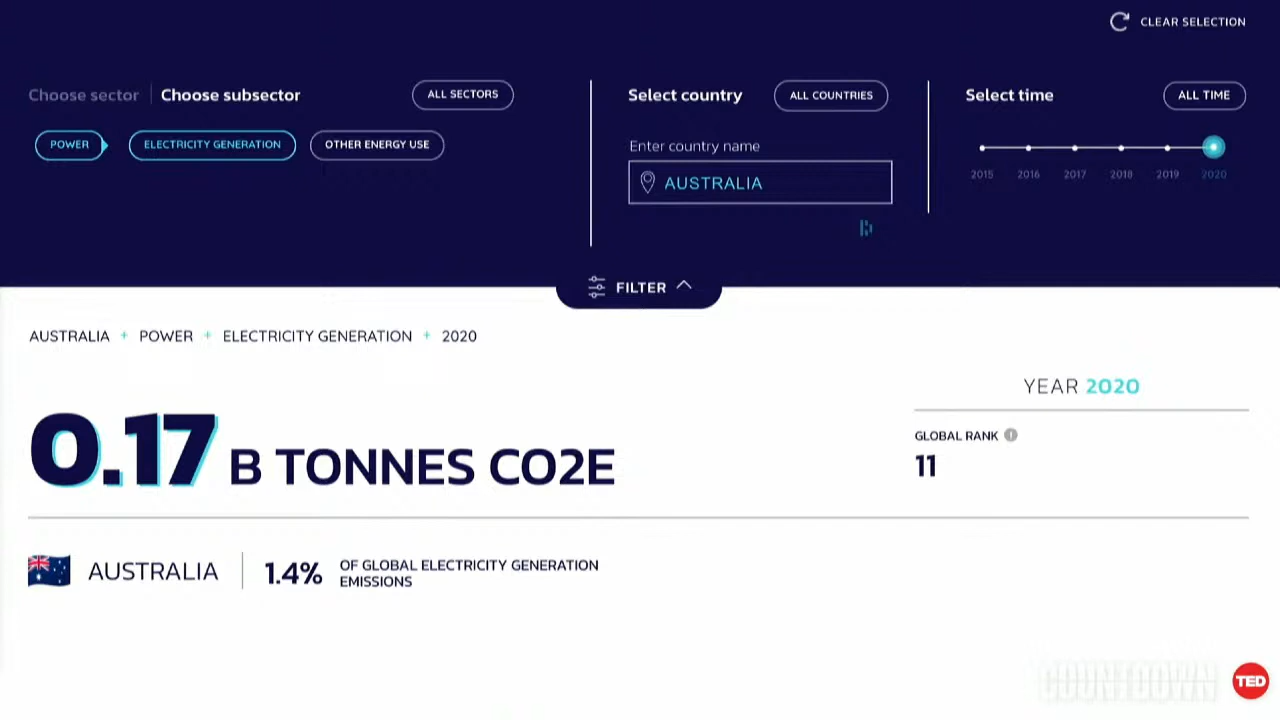 CLEAR SELECTION
Choose sector
Choose subsector
ALL SECTORS
POWER
ELECTRICITY GENERATION
OTHER ENERGY USE
Select country
ALL COUNTRIES
Enter country name
AUSTRALIA
Select time
ALL TIME
2015 2016 2017 2018 2019 2020
FILTER
AUSTRALIA + POWER + ELECTRICITY GENERATION + 2020
0.17 B TONNES CO2E
YEAR 2020
GLOBAL RANK
11
AUSTRALIA
1.4%
OF GLOBAL ELECTRICITY GENERATION
EMISSIONS
COUNTDOWN
TED